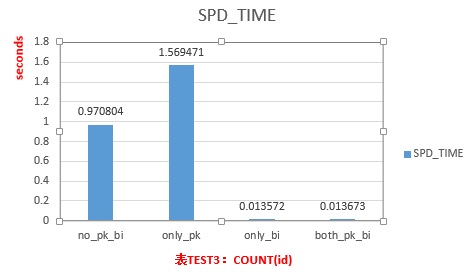 SPD_TIME
seconds
1.8
1.6
1.4
1.2
1
0.8
0.6
0.4
0.2
0
0.970804
1.569471
0.013572
0.013673
no_pk_bi
only_pk
only_bi
both_pk_bi
SPD_TIME
表TEST3：COUNT(id)